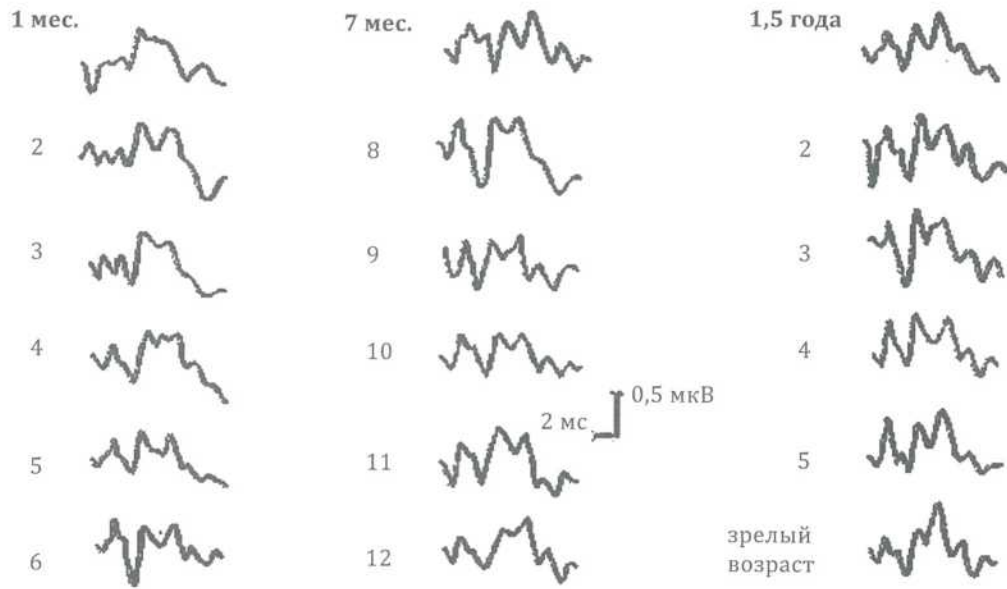 1 мес.
2
3
4
5
6
7 мес.
8
9
10
11
12
0,5 мкВ
2 мс
1,5 года
2
3
4
5
зрелый
возраст